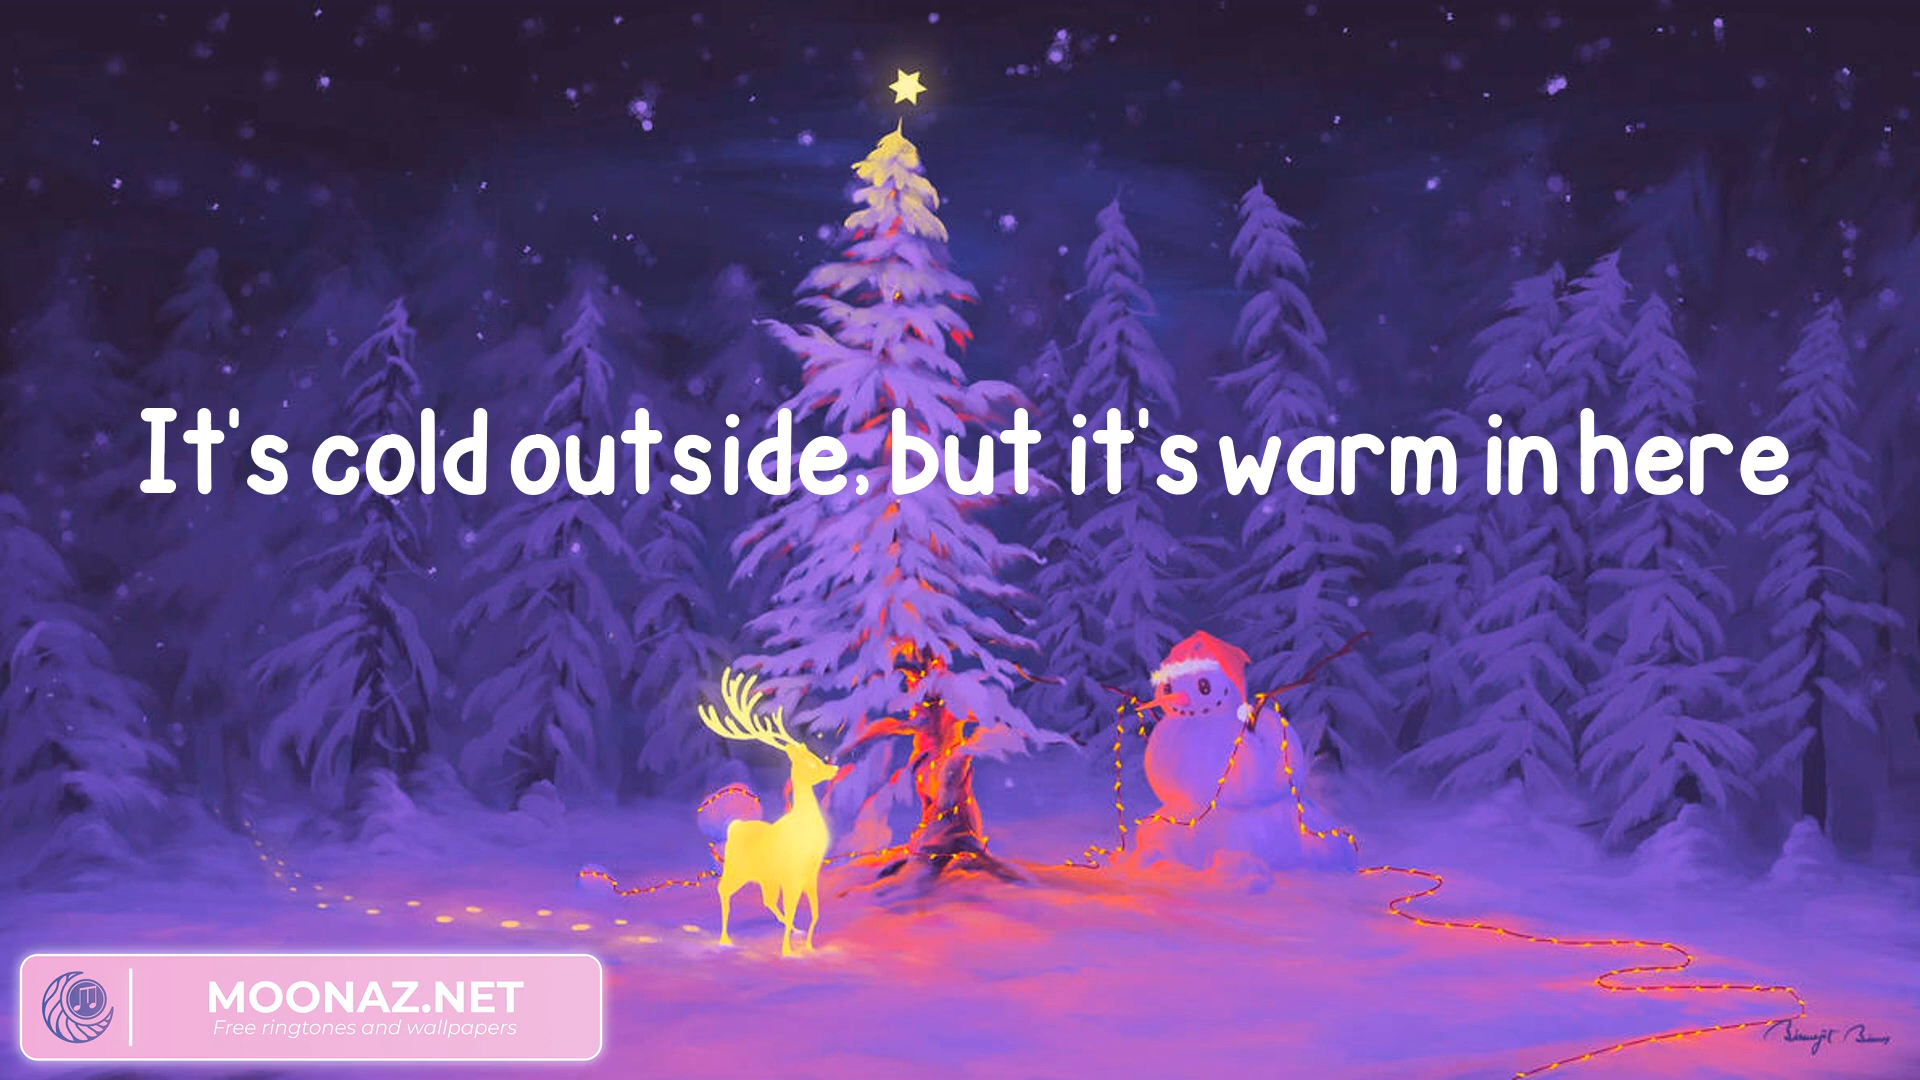 It's cold outside, but it's warm in here
MOONAZ.NET
Free ringtones and wallpapers